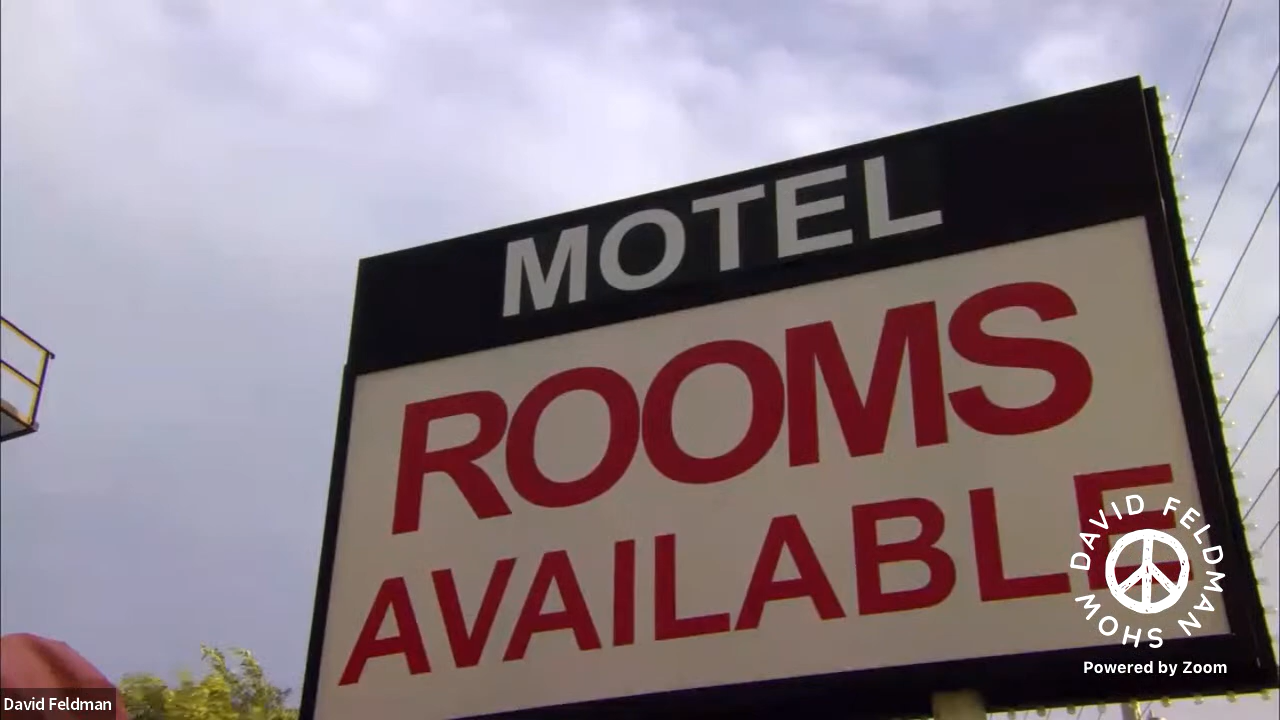 MOTEL
ROOMS
AVAILABLE
DAVID FELDMAN SHOW
Powered by Zoom
David Feldman